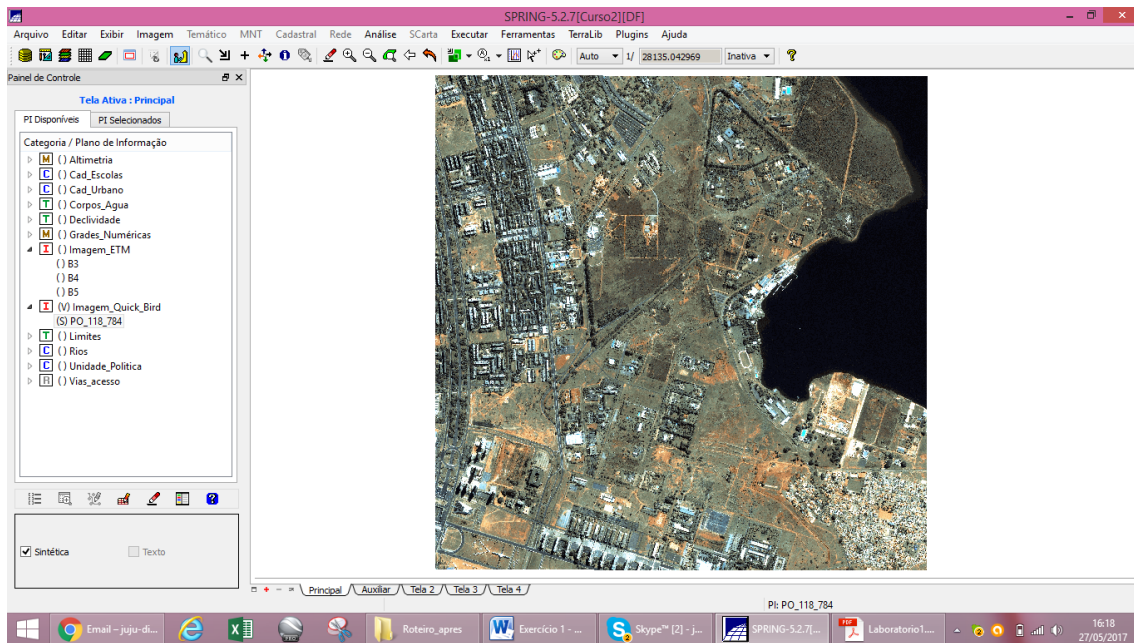 SPRING-5.2.7[Curso2][DF]
Arquivo Editar Exibir Imagem Temático MNT Cadastral Rede Análise SCarta Executar Ferramentas TerraLib Plugins Ajuda
Auto 1/ 28135.042969 Inativa
Painel de Controle
Tela Ativa : Principal
PI Disponíveis PI Selecionados
Categoria / Plano de Informação
M ( ) Altimetria
C ( ) Cad_Escolas
C ( ) Cad_Urbano
T ( ) Corpos_Agua
T ( ) Declividade
M ( ) Grades_Numéricas
I ( ) Imagem_ETM
( ) B3
( ) B4
( ) B5
I (V) Imagem_Quick_Bird
(S) PO_118_784
T ( ) Limites
C ( ) Rios
C ( ) Unidade_Politica
R ( ) Vias_acesso
Sintética Texto
Principal Auxiliar Tela 2 Tela 3 Tela 4
PI: PO_118_784
Email – juju-di... Roteiro_apres Exercício 1 - ... Skype™ [2] - j... SPRING-5.2.7[... Laboratorio1....
16:18
27/05/2017